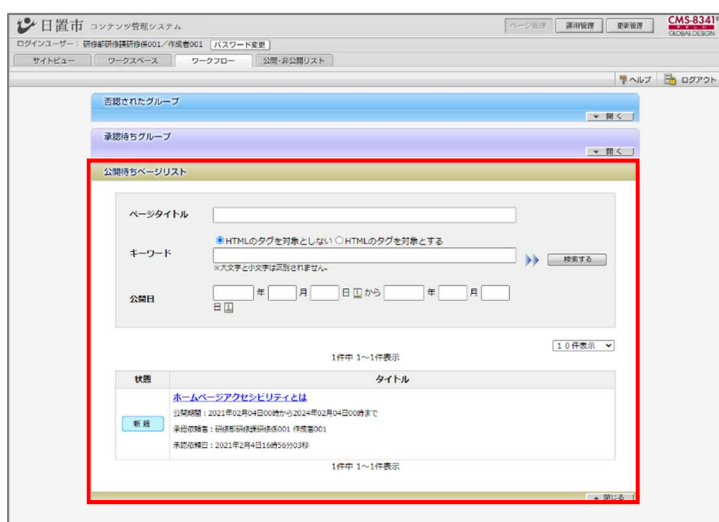 日置市 コンテンツ管理システム
ページ管理 運用管理 更新管理
CMS-8341
GLOBALDESIGN
ログインユーザー： 研修部研修課研修係001／作成者001 パスワード変更
サイトビュー ワークスペース ワークフロー 公開・非公開リスト
ヘルプ ログアウト
否認されたグループ
▼ 開く
承認待ちグループ
▼ 開く
公開待ちページリスト
ページタイトル
キーワード
HTMLのタグを対象としない HTMLのタグを対象とする
※大文字と小文字は区別されません。
検索する
公開日
年 月 日 1 から 年 月
日 1
１０件表示
1件中 1～1件表示
状態 タイトル
新規
ホームページアクセシビリティとは
公開期間：2021年02月04日00時から2024年02月04日00時まで
承認依頼者：研修部研修課研修係001 作成者001
承認依頼日：2021年2月4日16時56分03秒
1件中 1～1件表示
▲ 閉じる